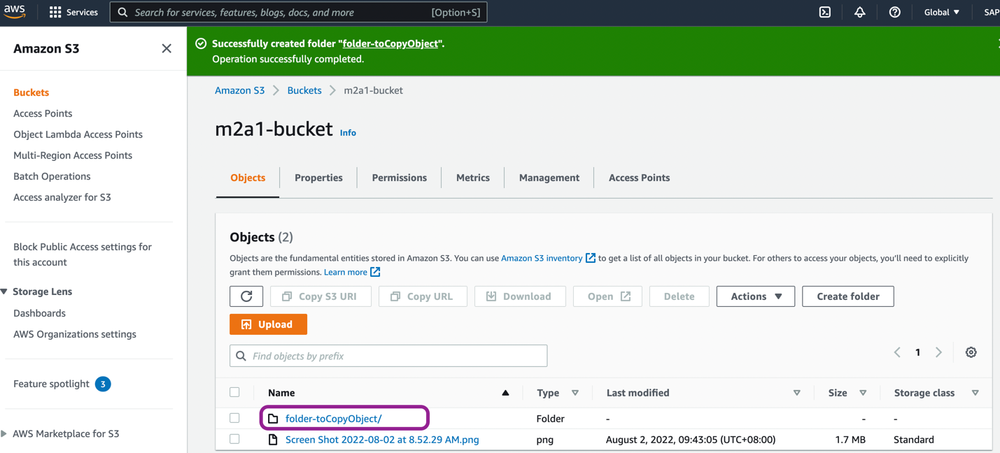 aws
Services
Search for services, features, blogs, docs, and more
[Option+S]
Global ▼
SAP
Amazon S3
Buckets
Access Points
Object Lambda Access Points
Multi-Region Access Points
Batch Operations
Access analyzer for S3
Block Public Access settings for
this account
Storage Lens
Dashboards
AWS Organizations settings
Feature spotlight 3
AWS Marketplace for S3
Successfully created folder "folder-toCopyObject".
Operation successfully completed.
Amazon S3 > Buckets > m2a1-bucket
m2a1-bucket Info
Objects Properties Permissions Metrics Management Access Points
Objects (2)
Objects are the fundamental entities stored in Amazon S3. You can use Amazon S3 inventory to get a list of all objects in your bucket. For others to access your objects, you'll need to explicitly
grant them permissions. Learn more
Copy S3 URI Copy URL Download Open Delete Actions ▼ Create folder
Upload
Find objects by prefix
< 1 >
Name ▲ Type Last modified Size Storage class
folder-toCopyObject/ Folder - - -
Screen Shot 2022-08-02 at 8.52.29 AM.png png August 2, 2022, 09:43:05 (UTC+08:00) 1.7 MB Standard